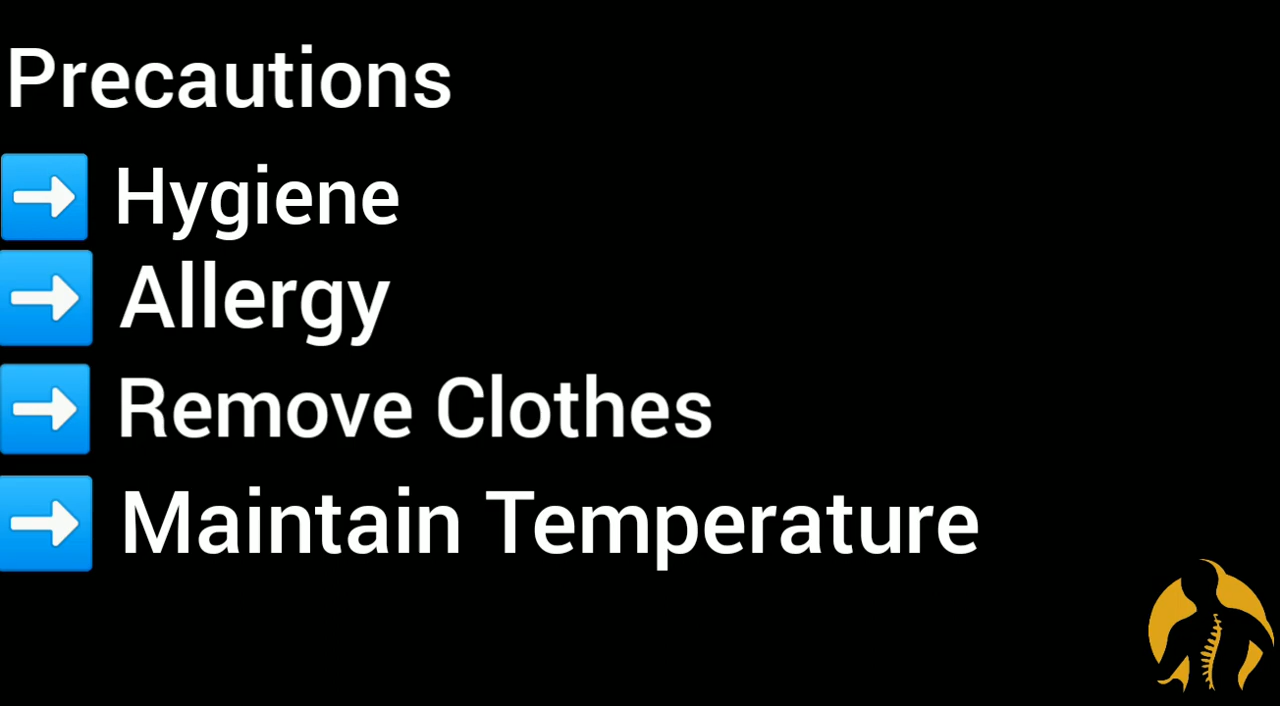 Precautions
➡ Hygiene
➡ Allergy
➡ Remove Clothes
➡ Maintain Temperature